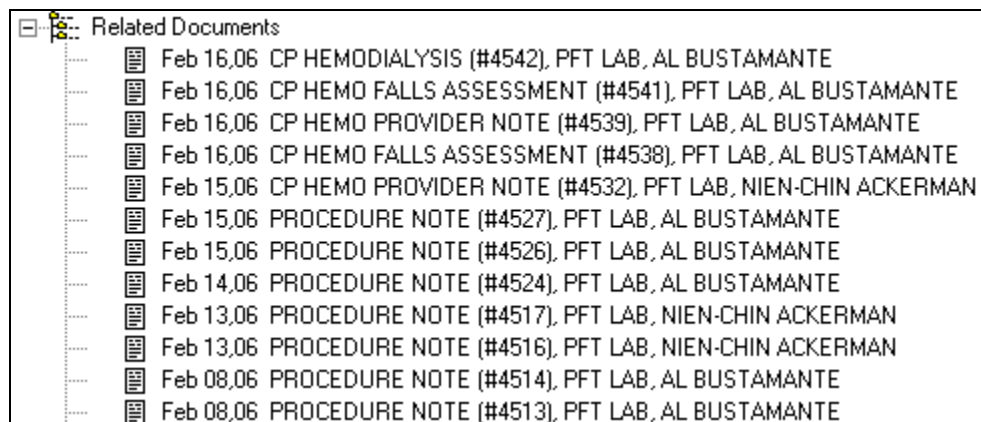 Related Documents
Feb 16,06 CP HEMODIALYSIS (#4542), PFT LAB, AL BUSTAMANTE
Feb 16,06 CP HEMO FALLS ASSESSMENT (#4541), PFT LAB, AL BUSTAMANTE
Feb 16,06 CP HEMO PROVIDER NOTE (#4539), PFT LAB, AL BUSTAMANTE
Feb 16,06 CP HEMO FALLS ASSESSMENT (#4538), PFT LAB, AL BUSTAMANTE
Feb 15,06 CP HEMO PROVIDER NOTE (#4532), PFT LAB, NIEN-CHIN ACKERMAN
Feb 15,06 PROCEDURE NOTE (#4527), PFT LAB, AL BUSTAMANTE
Feb 15,06 PROCEDURE NOTE (#4526), PFT LAB, AL BUSTAMANTE
Feb 14,06 PROCEDURE NOTE (#4524), PFT LAB, AL BUSTAMANTE
Feb 13,06 PROCEDURE NOTE (#4517), PFT LAB, NIEN-CHIN ACKERMAN
Feb 13,06 PROCEDURE NOTE (#4516), PFT LAB, NIEN-CHIN ACKERMAN
Feb 08,06 PROCEDURE NOTE (#4514), PFT LAB, AL BUSTAMANTE
Feb 08,06 PROCEDURE NOTE (#4513), PFT LAB, AL BUSTAMANTE